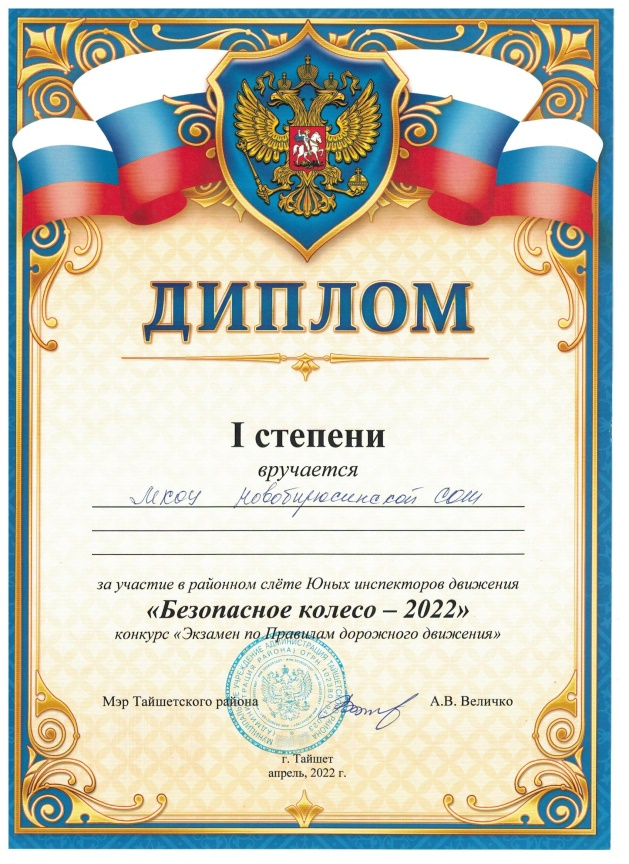 ДИПЛОМ
I степени
вручается
МКОУ Новобирюсинской СОШ
за участие в районном слёте Юных инспекторов движения
«Безопасное колесо – 2022»
конкурс «Экзамен по Правилам дорожного движения»
Мэр Тайшетского района А.В. Величко
г. Тайшет
апрель, 2022 г.